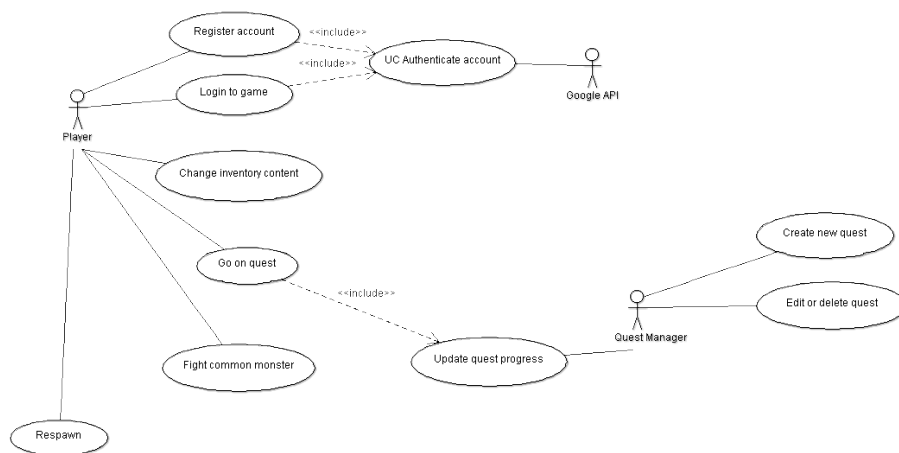 Register account
<<include>>
UC Authenticate account
<<include>>
Login to game
Google API
Player
Change inventory content
Create new quest
Go on quest
<<include>>
Edit or delete quest
Quest Manager
Update quest progress
Fight common monster
Respawn